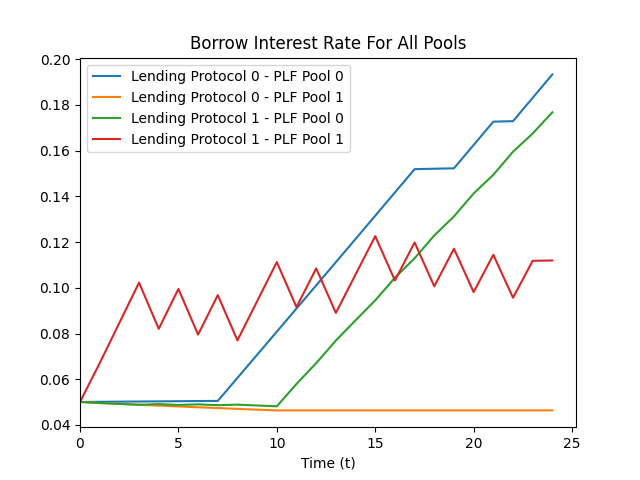 Borrow Interest Rate For All Pools
Lending Protocol 0 - PLF Pool 0
Lending Protocol 0 - PLF Pool 1
Lending Protocol 1 - PLF Pool 0
Lending Protocol 1 - PLF Pool 1
0.20
0.18
0.16
0.14
0.12
0.10
0.08
0.06
0.04
0 5 10 15 20 25
Time (t)